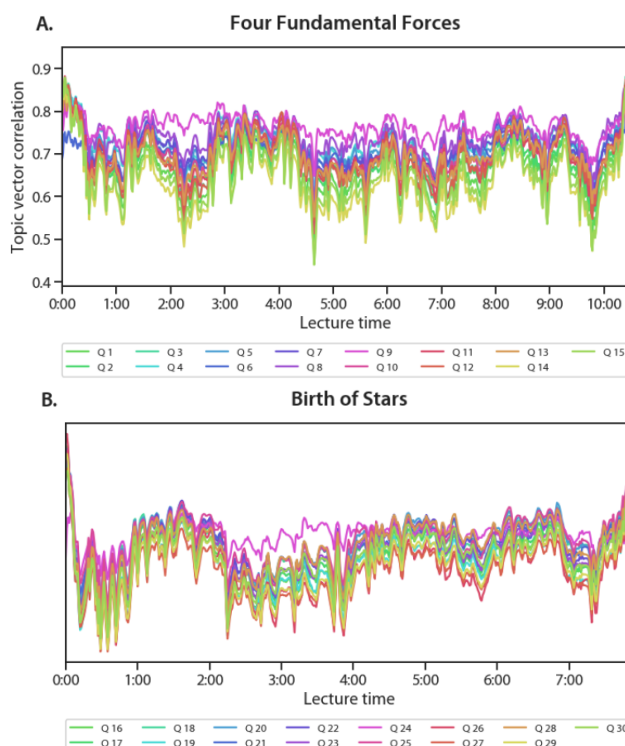 A. Four Fundamental Forces
Topic vector correlation
0.9
0.8
0.7
0.6
0.5
0.4
0:00 1:00 2:00 3:00 4:00 5:00 6:00 7:00 8:00 9:00 10:00
Lecture time
Q 1 Q 3 Q 5 Q 7 Q 9 Q 11 Q 13 Q 15
Q 2 Q 4 Q 6 Q 8 Q 10 Q 12 Q 14
B. Birth of Stars
0:00 1:00 2:00 3:00 4:00 5:00 6:00 7:00
Lecture time
Q 16 Q 18 Q 20 Q 22 Q 24 Q 26 Q 28 Q 30
Q 17 Q 19 Q 21 Q 23 Q 25 Q 27 Q 29